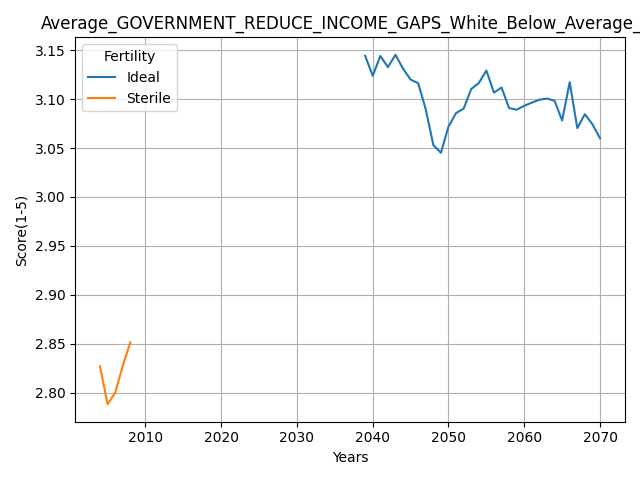 Average_GOVERNMENT_REDUCE_INCOME_GAPS_White_Below_Average_
Fertility
Ideal
Sterile
3.15
3.10
3.05
3.00
2.95
2.90
2.85
2.80
Score(1-5)
2010 2020 2030 2040 2050 2060 2070
Years